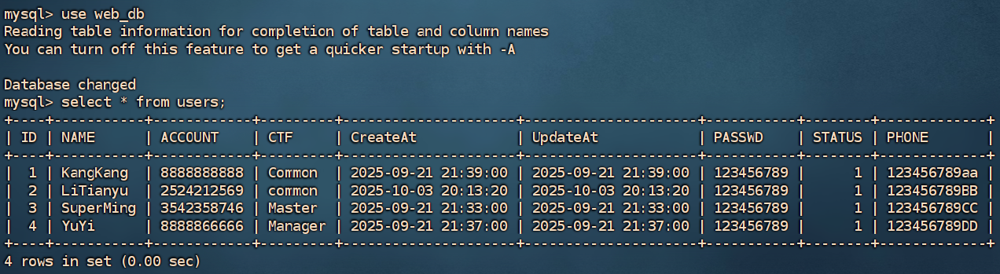 mysql> use web_db
Reading table information for completion of table and column names
You can turn off this feature to get a quicker startup with -A

Database changed
mysql> select * from users;
+----+-----------+------------+---------+---------------------+---------------------+-----------+--------+-------------+
| ID | NAME      | ACCOUNT    | CTF     | CreateAt            | UpdateAt            | PASSWD    | STATUS | PHONE       |
+----+-----------+------------+---------+---------------------+---------------------+-----------+--------+-------------+
|  1 | KangKang  | 8888888888 | Common  | 2025-09-21 21:39:00 | 2025-09-21 21:39:00 | 123456789 |      1 | 123456789aa |
|  2 | LiTianyu  | 2524212569 | common  | 2025-10-03 20:13:20 | 2025-10-03 20:13:20 | 123456789 |      1 | 123456789BB |
|  3 | SuperMing | 3542358746 | Master  | 2025-09-21 21:33:00 | 2025-09-21 21:33:00 | 123456789 |      1 | 123456789CC |
|  4 | YuYi      | 8888866666 | Manager | 2025-09-21 21:37:00 | 2025-09-21 21:37:00 | 123456789 |      1 | 123456789DD |
+----+-----------+------------+---------+---------------------+---------------------+-----------+--------+-------------+
4 rows in set (0.00 sec)